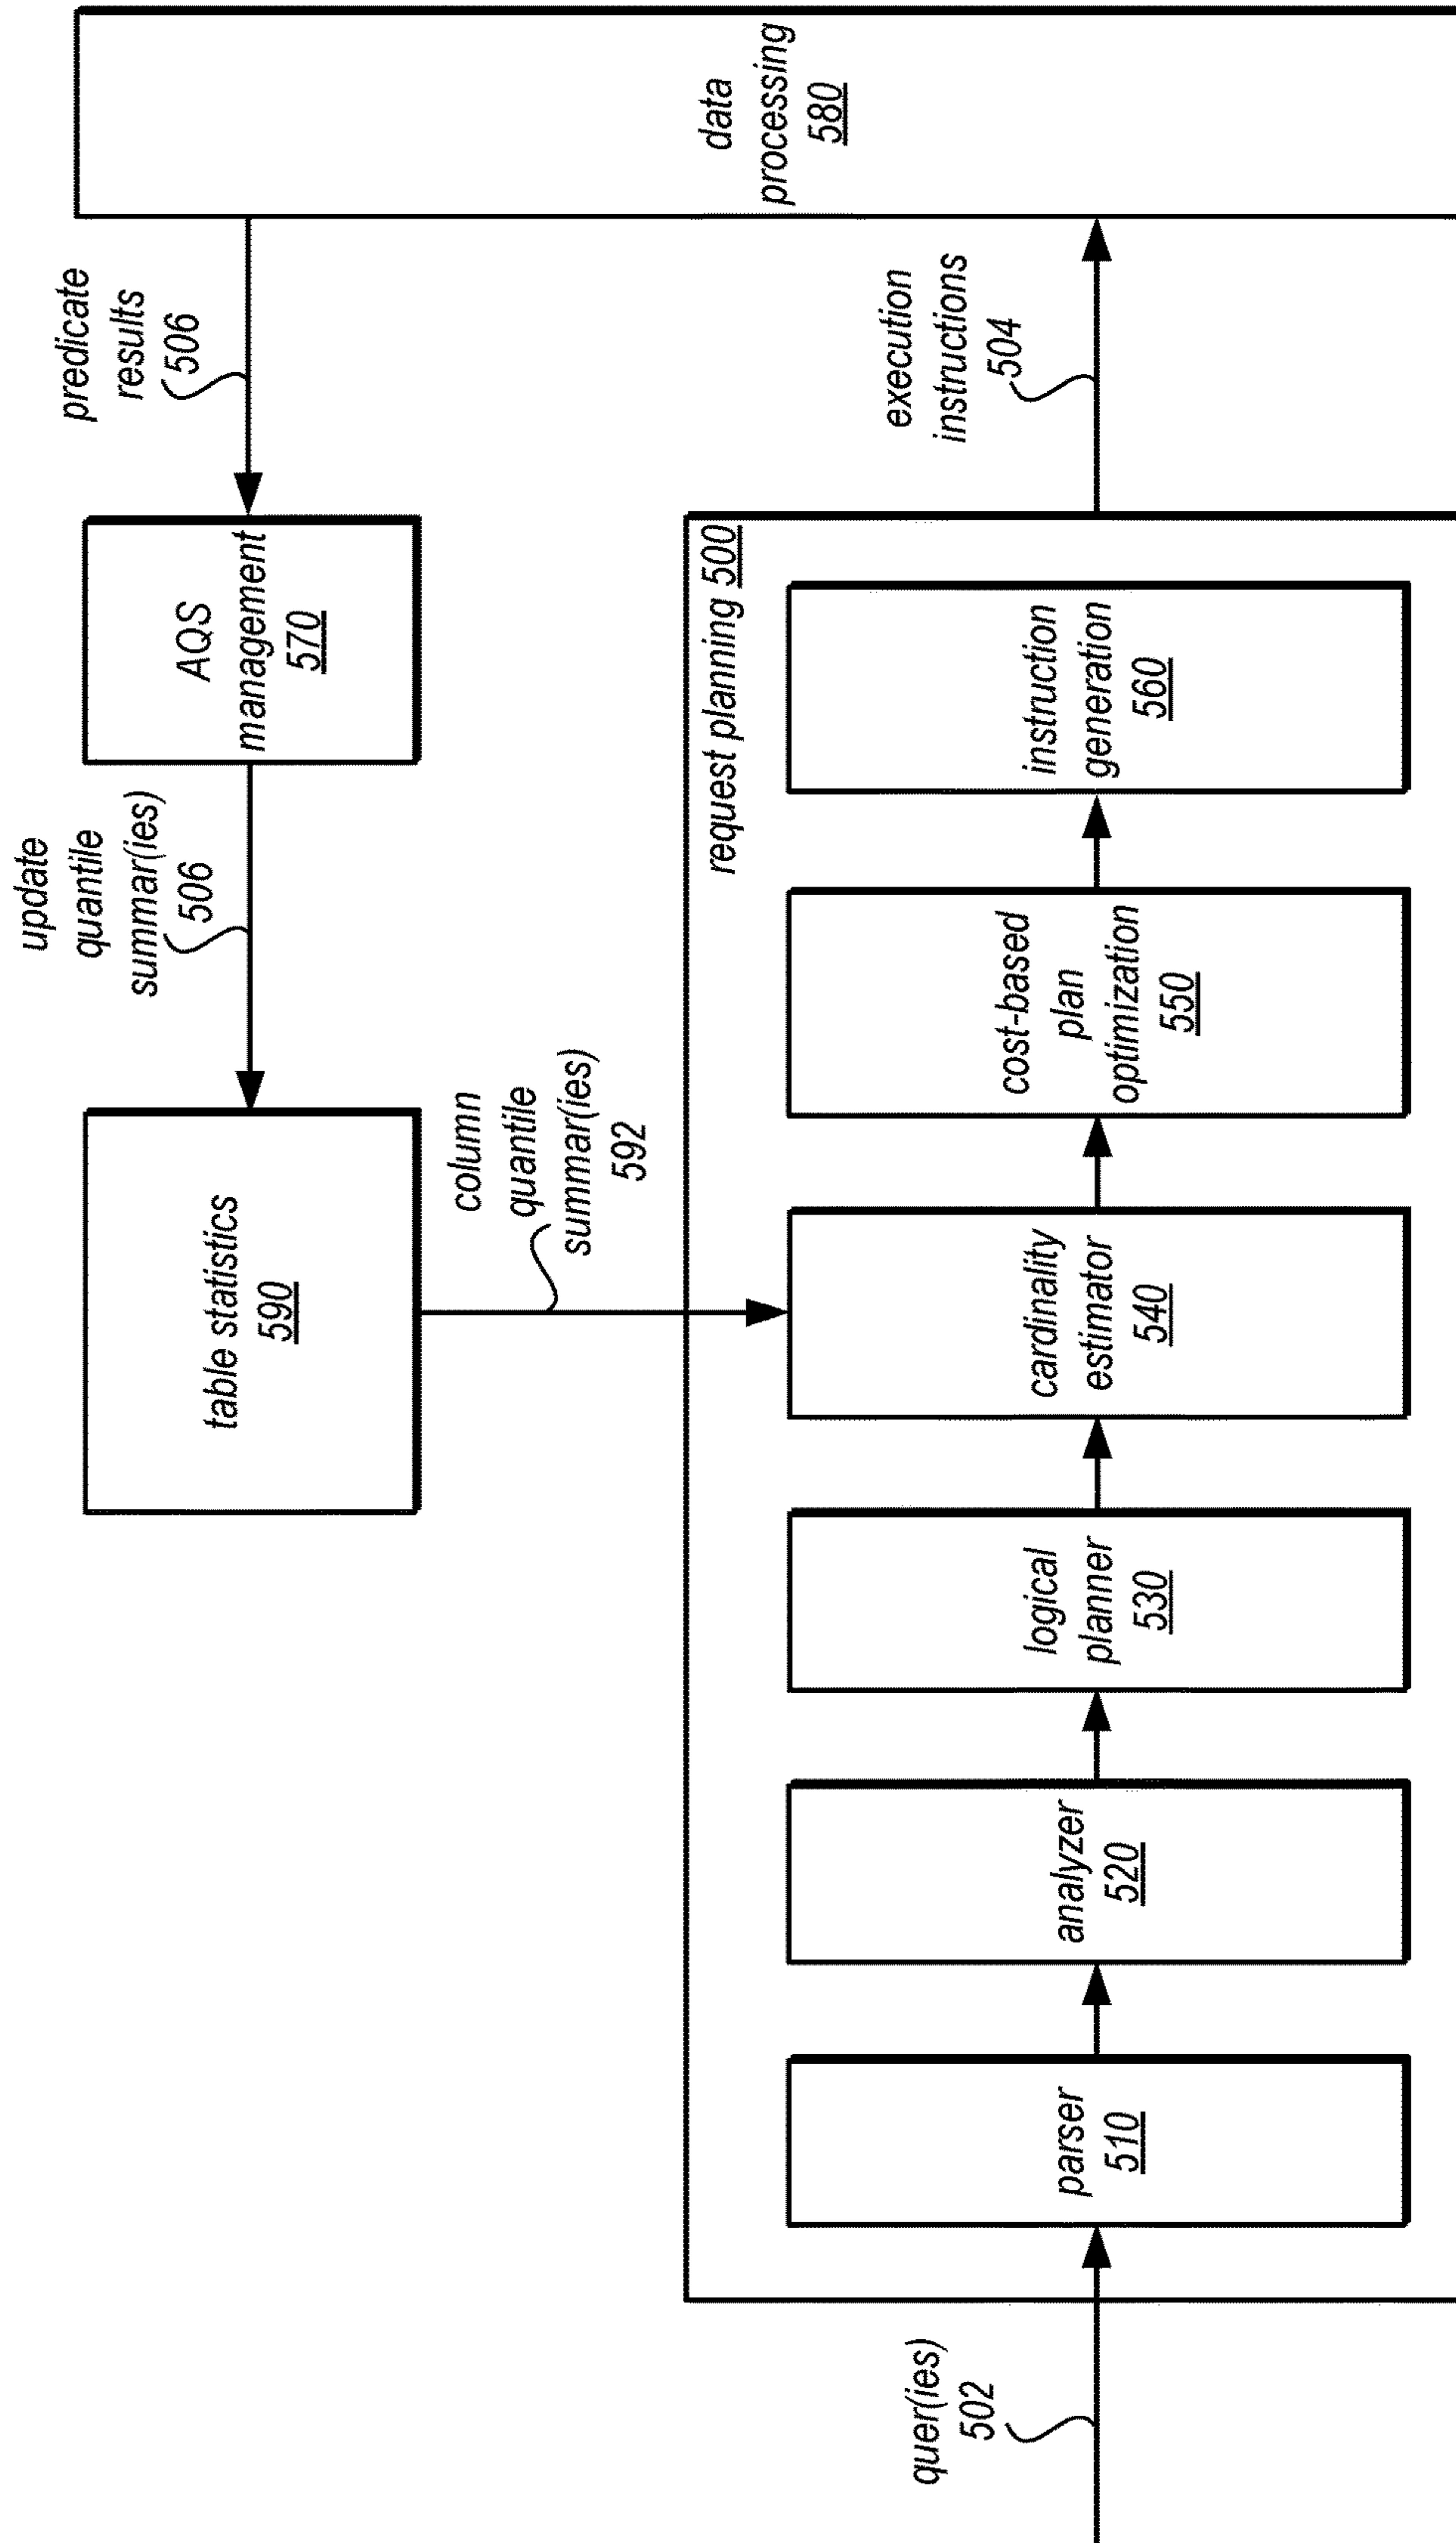 update
quantile
summar(ies)
506
predicate
results
506
table statistics
590
AQS
management
570
column
quantile
summar(ies)
592
data
processing
580
request planning 500
quer(ies)
502
parser
510
analyzer
520
logical
planner
530
cardinality
estimator
540
cost-based
plan
optimization
550
instruction
generation
560
execution
instructions
504